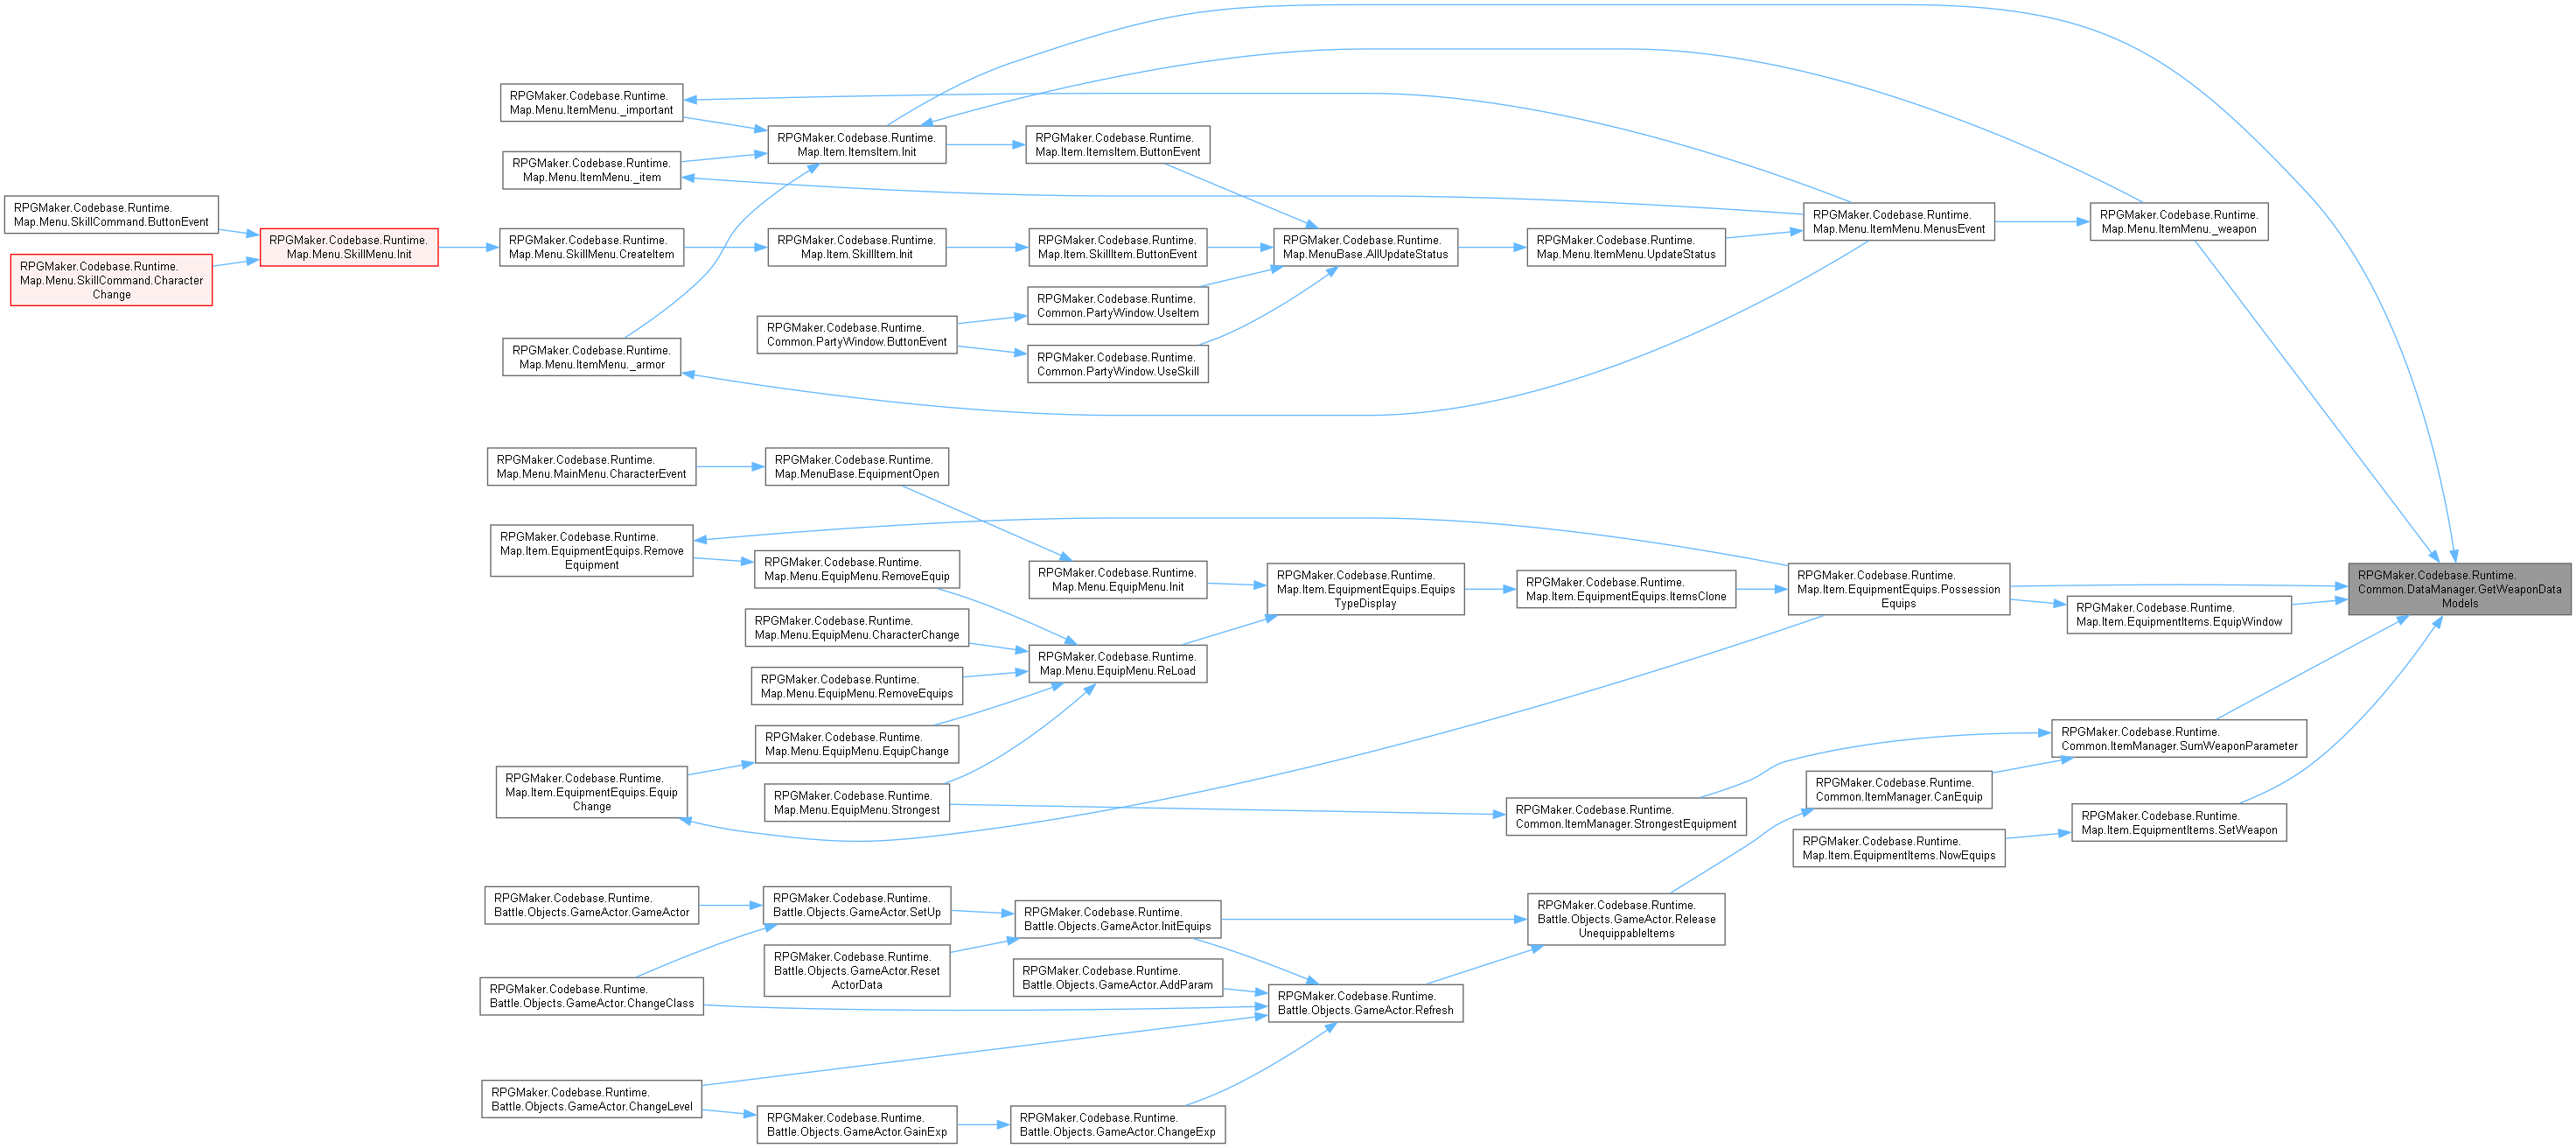 RPGMaker.Codebase.Runtime.
Map.Menu.ItemMenu._important
RPGMaker.Codebase.Runtime.
Map.Item.ItemsItem.Init
RPGMaker.Codebase.Runtime.
Map.Item.ItemsItem.ButtonEvent
RPGMaker.Codebase.Runtime.
Map.Menu.ItemMenu._item
RPGMaker.Codebase.Runtime.
Map.Menu.SkillCommand.ButtonEvent
RPGMaker.Codebase.Runtime.
Map.Menu.ItemMenu.MenusEvent
RPGMaker.Codebase.Runtime.
Map.Menu.ItemMenu._weapon
RPGMaker.Codebase.Runtime.
Map.Menu.SkillMenu.Init
RPGMaker.Codebase.Runtime.
Map.Menu.SkillMenu.CreateItem
RPGMaker.Codebase.Runtime.
Map.Item.SkillItem.Init
RPGMaker.Codebase.Runtime.
Map.Item.SkillItem.ButtonEvent
RPGMaker.Codebase.Runtime.
Map.MenuBase.AllUpdateStatus
RPGMaker.Codebase.Runtime.
Map.Menu.ItemMenu.UpdateStatus
RPGMaker.Codebase.Runtime.
Map.Menu.SkillCommand.Character
Change
RPGMaker.Codebase.Runtime.
Common.PartyWindow.UseItem
RPGMaker.Codebase.Runtime.
Common.PartyWindow.ButtonEvent
RPGMaker.Codebase.Runtime.
Map.Menu.ItemMenu._armor
RPGMaker.Codebase.Runtime.
Common.PartyWindow.UseSkill
RPGMaker.Codebase.Runtime.
Map.Menu.MainMenu.CharacterEvent
RPGMaker.Codebase.Runtime.
Map.MenuBase.EquipmentOpen
RPGMaker.Codebase.Runtime.
Map.Item.EquipmentEquips.Remove
Equipment
RPGMaker.Codebase.Runtime.
Map.Menu.EquipMenu.RemoveEquip
RPGMaker.Codebase.Runtime.
Map.Menu.EquipMenu.Init
RPGMaker.Codebase.Runtime.
Map.Item.EquipmentEquips.Equips
TypeDisplay
RPGMaker.Codebase.Runtime.
Map.Item.EquipmentEquips.ItemsClone
RPGMaker.Codebase.Runtime.
Map.Item.EquipmentEquips.Possession
Equips
RPGMaker.Codebase.Runtime.
Map.Item.EquipmentItems.EquipWindow
RPGMaker.Codebase.Runtime.
Common.DataManager.GetWeaponData
Models
RPGMaker.Codebase.Runtime.
Map.Menu.EquipMenu.CharacterChange
RPGMaker.Codebase.Runtime.
Map.Menu.EquipMenu.ReLoad
RPGMaker.Codebase.Runtime.
Map.Menu.EquipMenu.RemoveEquips
RPGMaker.Codebase.Runtime.
Map.Menu.EquipMenu.EquipChange
RPGMaker.Codebase.Runtime.
Common.ItemManager.SumWeaponParameter
RPGMaker.Codebase.Runtime.
Map.Item.EquipmentEquips.Equip
Change
RPGMaker.Codebase.Runtime.
Map.Menu.EquipMenu.Strongest
RPGMaker.Codebase.Runtime.
Common.ItemManager.StrongestEquipment
RPGMaker.Codebase.Runtime.
Common.ItemManager.CanEquip
RPGMaker.Codebase.Runtime.
Map.Item.EquipmentItems.SetWeapon
RPGMaker.Codebase.Runtime.
Map.Item.EquipmentItems.NowEquips
RPGMaker.Codebase.Runtime.
Battle.Objects.GameActor.GameActor
RPGMaker.Codebase.Runtime.
Battle.Objects.GameActor.SetUp
RPGMaker.Codebase.Runtime.
Battle.Objects.GameActor.InitEquips
RPGMaker.Codebase.Runtime.
Battle.Objects.GameActor.Release
UnequippableItems
RPGMaker.Codebase.Runtime.
Battle.Objects.GameActor.Reset
ActorData
RPGMaker.Codebase.Runtime.
Battle.Objects.GameActor.AddParam
RPGMaker.Codebase.Runtime.
Battle.Objects.GameActor.ChangeClass
RPGMaker.Codebase.Runtime.
Battle.Objects.GameActor.Refresh
RPGMaker.Codebase.Runtime.
Battle.Objects.GameActor.ChangeLevel
RPGMaker.Codebase.Runtime.
Battle.Objects.GameActor.GainExp
RPGMaker.Codebase.Runtime.
Battle.Objects.GameActor.ChangeExp